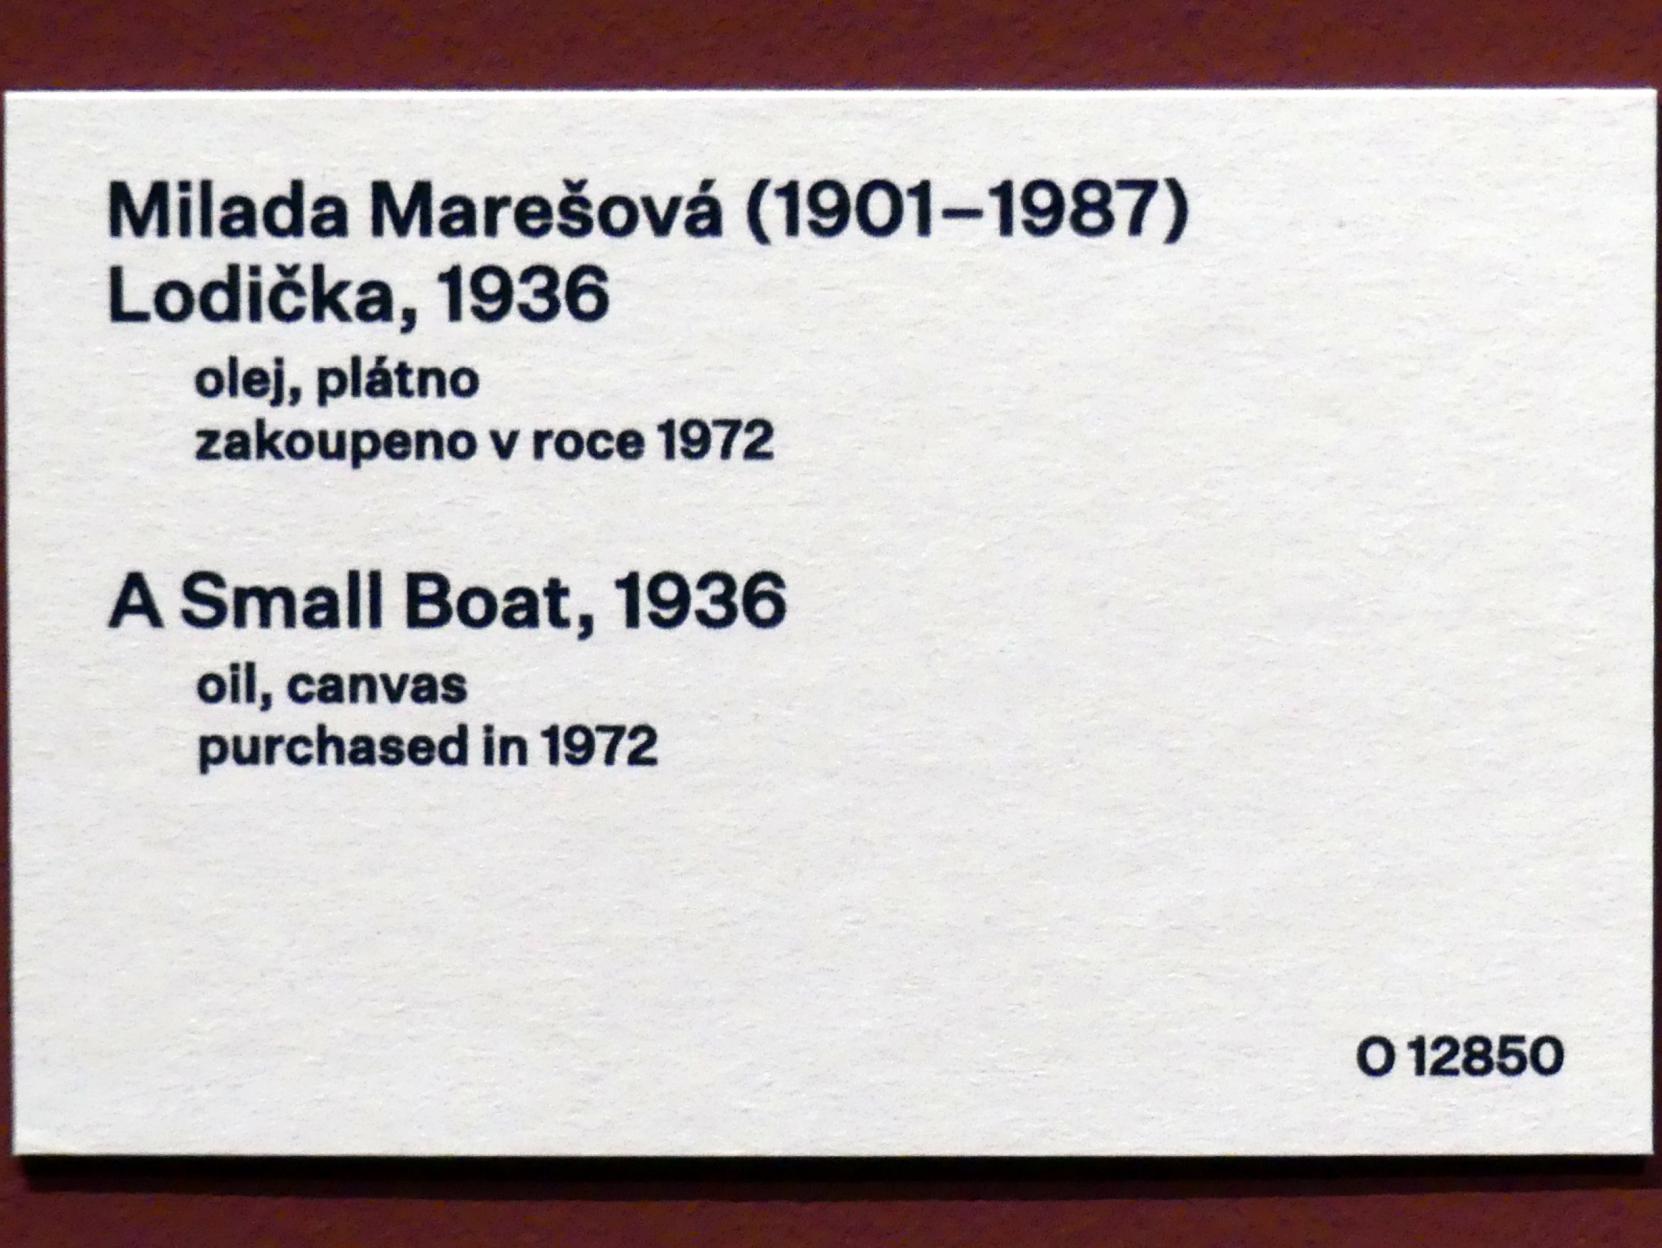 Milada Marešová (1901–1987)
Lodička, 1936
olej, plátno
zakoupeno v roce 1972
A Small Boat, 1936
oil, canvas
purchased in 1972
O 12850